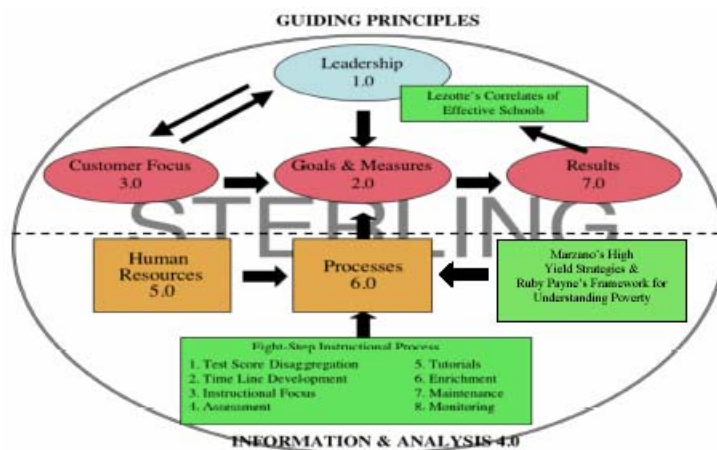 GUIDING PRINCIPLES
Leadership
1.0
Lezotte's Correlates of
Effective Schools
Customer Focus
3.0
Goals & Measures
2.0
Results
7.0
STERLING
Human
Resources
5.0
Processes
6.0
Marzano's High
Yield Strategies &
Ruby Payne's Framework for
Understanding Poverty
Eight-Step Instructional Process
1. Test Score Disaggregation
2. Time Line Development
3. Instructional Focus
4. Assessment
5. Tutorials
6. Enrichment
7. Maintenance
8. Monitoring
INFORMATION & ANALYSIS 4.0